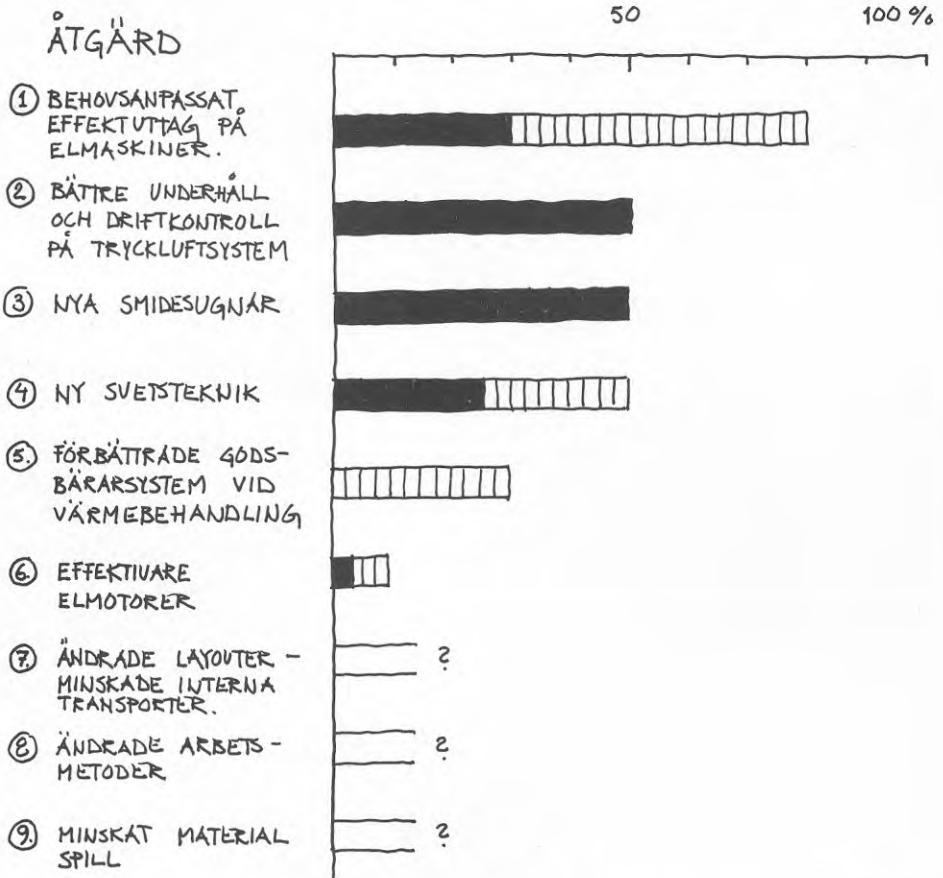 50 100 %
ÅTGÄRD
① BEHOVSANPASSAT
EFFEKTUTTAG PÅ
ELMASKINER.
② BÄTTRE UNDERHÅLL
OCH DRIFTKONTROLL
PÅ TRYCKLUFTSYSTEM
③ NYA SMIDESUGNAR
④ NY SVETSTEKNIK
⑤. FÖRBÄTTRADE GODS-
BÄRARSYSTEM VID
VÄRMEBEHANDLING
⑥. EFFEKTIVARE
ELMOTORER
⑦. ÄNDRADE LAYOUTER - ?
MINSKADE INTERNA
TRANSPORTER.
⑧ ÄNDRADE ARBETS- ?
METODER
⑨. MINSKAT MATERIAL ?
SPILL